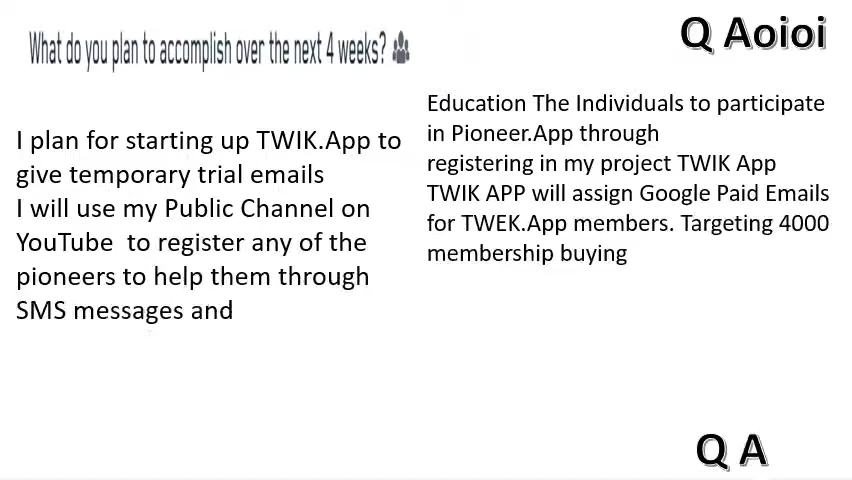 What do you plan to accomplish over the next 4 weeks?
Q Aoioi
I plan for starting up TWIK.App to
give temporary trial emails
I will use my Public Channel on
YouTube to register any of the
pioneers to help them through
SMS messages and
Education The Individuals to participate
in Pioneer.App through
registering in my project TWIK App
TWIK APP will assign Google Paid Emails
for TWEK.App members. Targeting 4000
membership buying
Q A